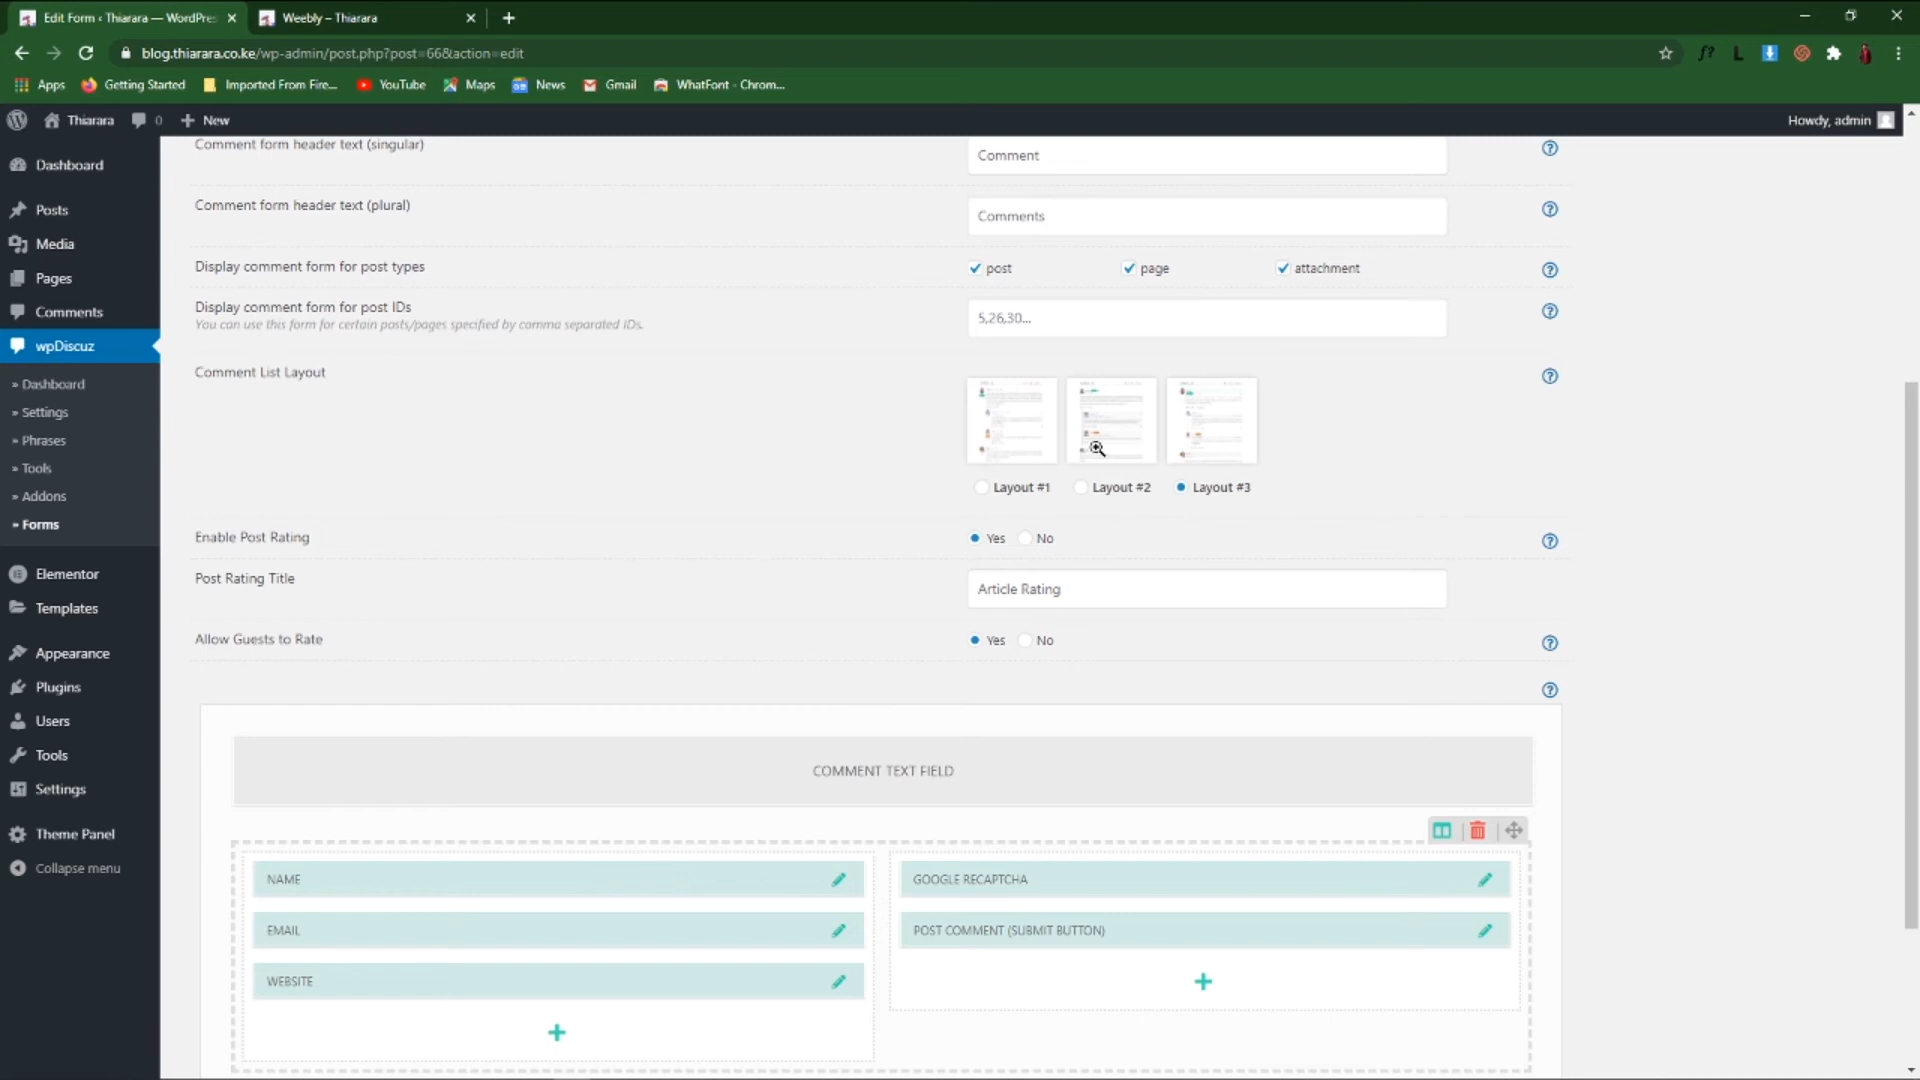 Edit Form ‹ Thiarara — WordPres
Weebly – Thiarara
blog.thiarara.co.ke/wp-admin/post.php?post=66&action=edit
Apps
Getting Started
Imported From Fire...
YouTube
Maps
News
Gmail
WhatFont - Chrom...
Thiarara
0
New
Howdy, admin
Dashboard
Posts
Media
Pages
Comments
wpDiscuz
» Dashboard
» Settings
» Phrases
» Tools
» Addons
» Forms
Elementor
Templates
Appearance
Plugins
Users
Tools
Settings
Theme Panel
Collapse menu
Comment form header text (singular)
Comment
Comment form header text (plural)
Comments
Display comment form for post types
post
page
attachment
Display comment form for post IDs
You can use this form for certain posts/pages specified by comma separated IDs.
5,26,30...
Comment List Layout
Layout #1
Layout #2
Layout #3
Enable Post Rating
Yes
No
Post Rating Title
Article Rating
Allow Guests to Rate
Yes
No
COMMENT TEXT FIELD
NAME
EMAIL
WEBSITE
GOOGLE RECAPTCHA
POST COMMENT (SUBMIT BUTTON)